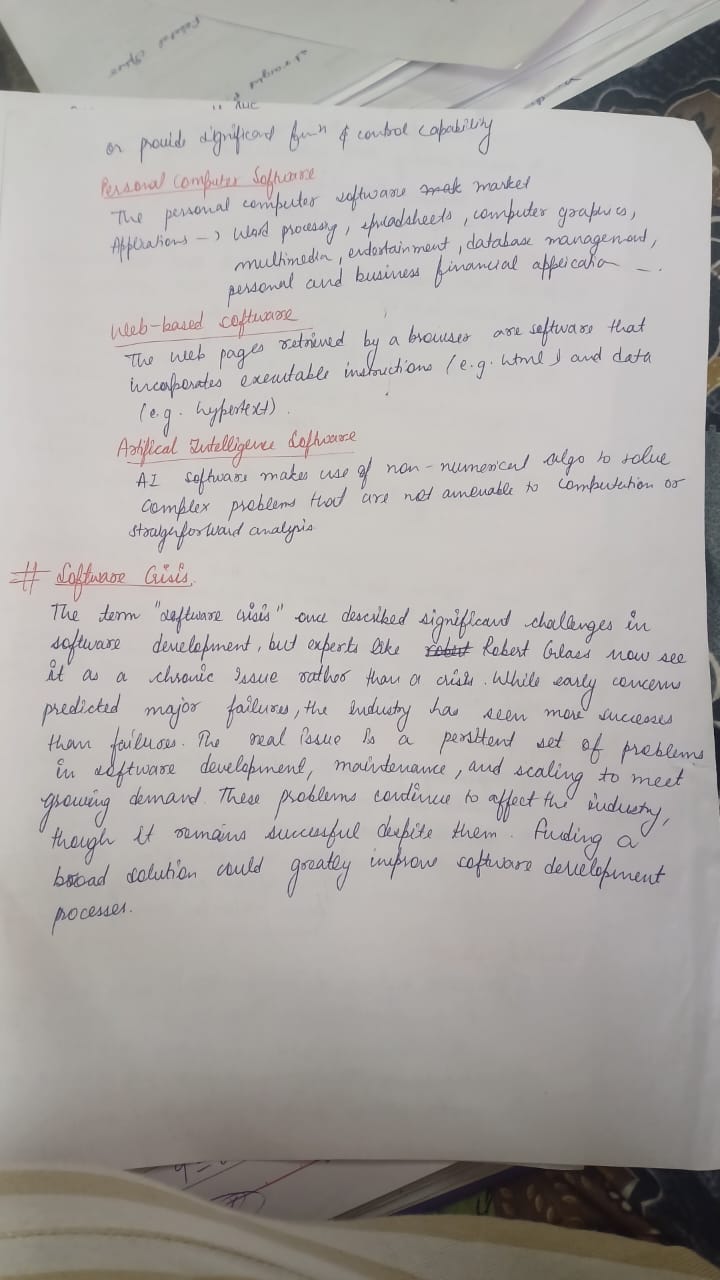 or provide significant funⁿ & control capability
Personal Computer Software
The personal computer software mak market
Applications -> Word processing, spreadsheets, computer graphics,
multimedia, entertainment, database management,
personal and business financial application —.
Web-based software
The web pages retrieved by a browser are software that
incorporates executable instructions (e.g. html) and data
(e.g. hypertext).
Artifical Intelligence Software
AI software makes use of non-numerical algo to solve
complex problems that are not amenable to computation or
straigforward analysis
# Software Crisis.
The term "software crisis" once described significant challenges in
software development, but experts like robert Robert Glass now see
it as a chronic issue rather than a crisis. While early concerns
predicted major failures, the industry has seen more successes
than failures. The real issue is a persitent set of problems
in software development, maintenance, and scaling to meet
growing demand. These problems continue to affect the industry,
though it remains successful despite them. Finding a
broad solution could greatly improve software development
processes.